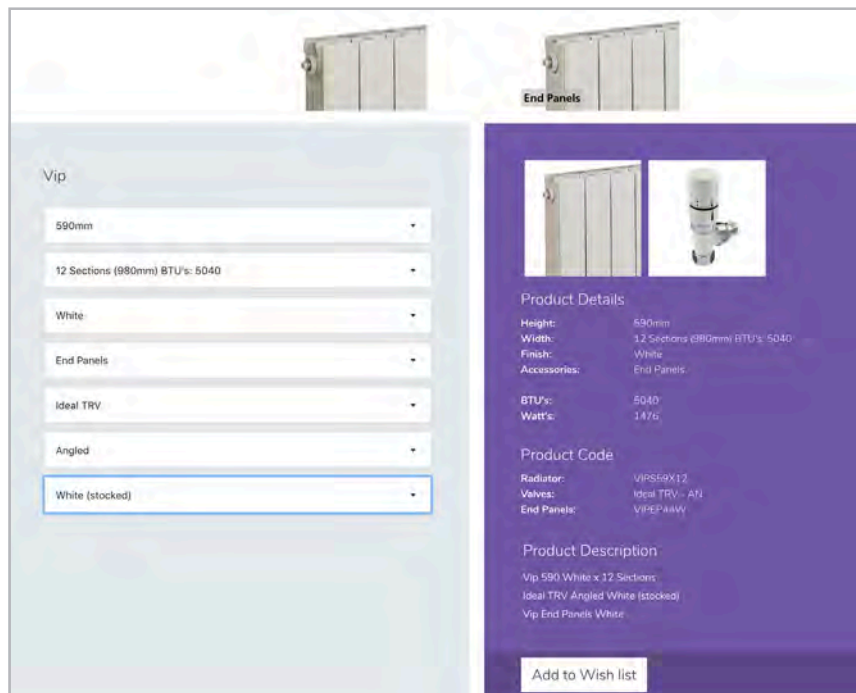 End Panels
Vip
590mm
12 Sections (980mm) BTU's: 5040
White
End Panels
Ideal TRV
Angled
White (stocked)
Product Details
Height: 590mm
Width: 12 Sections (980mm) BTU's: 5040
Finish: White
Accessories: End Panels
BTU's: 5040
Watt's: 1476
Product Code
Radiator: VIPS59X12
Valves: Ideal TRV - AN
End Panels:
Product Description
Vip 590 White x 12 Sections
Ideal TRV Angled White (stocked)
Vip End Panels White
Add to Wish list